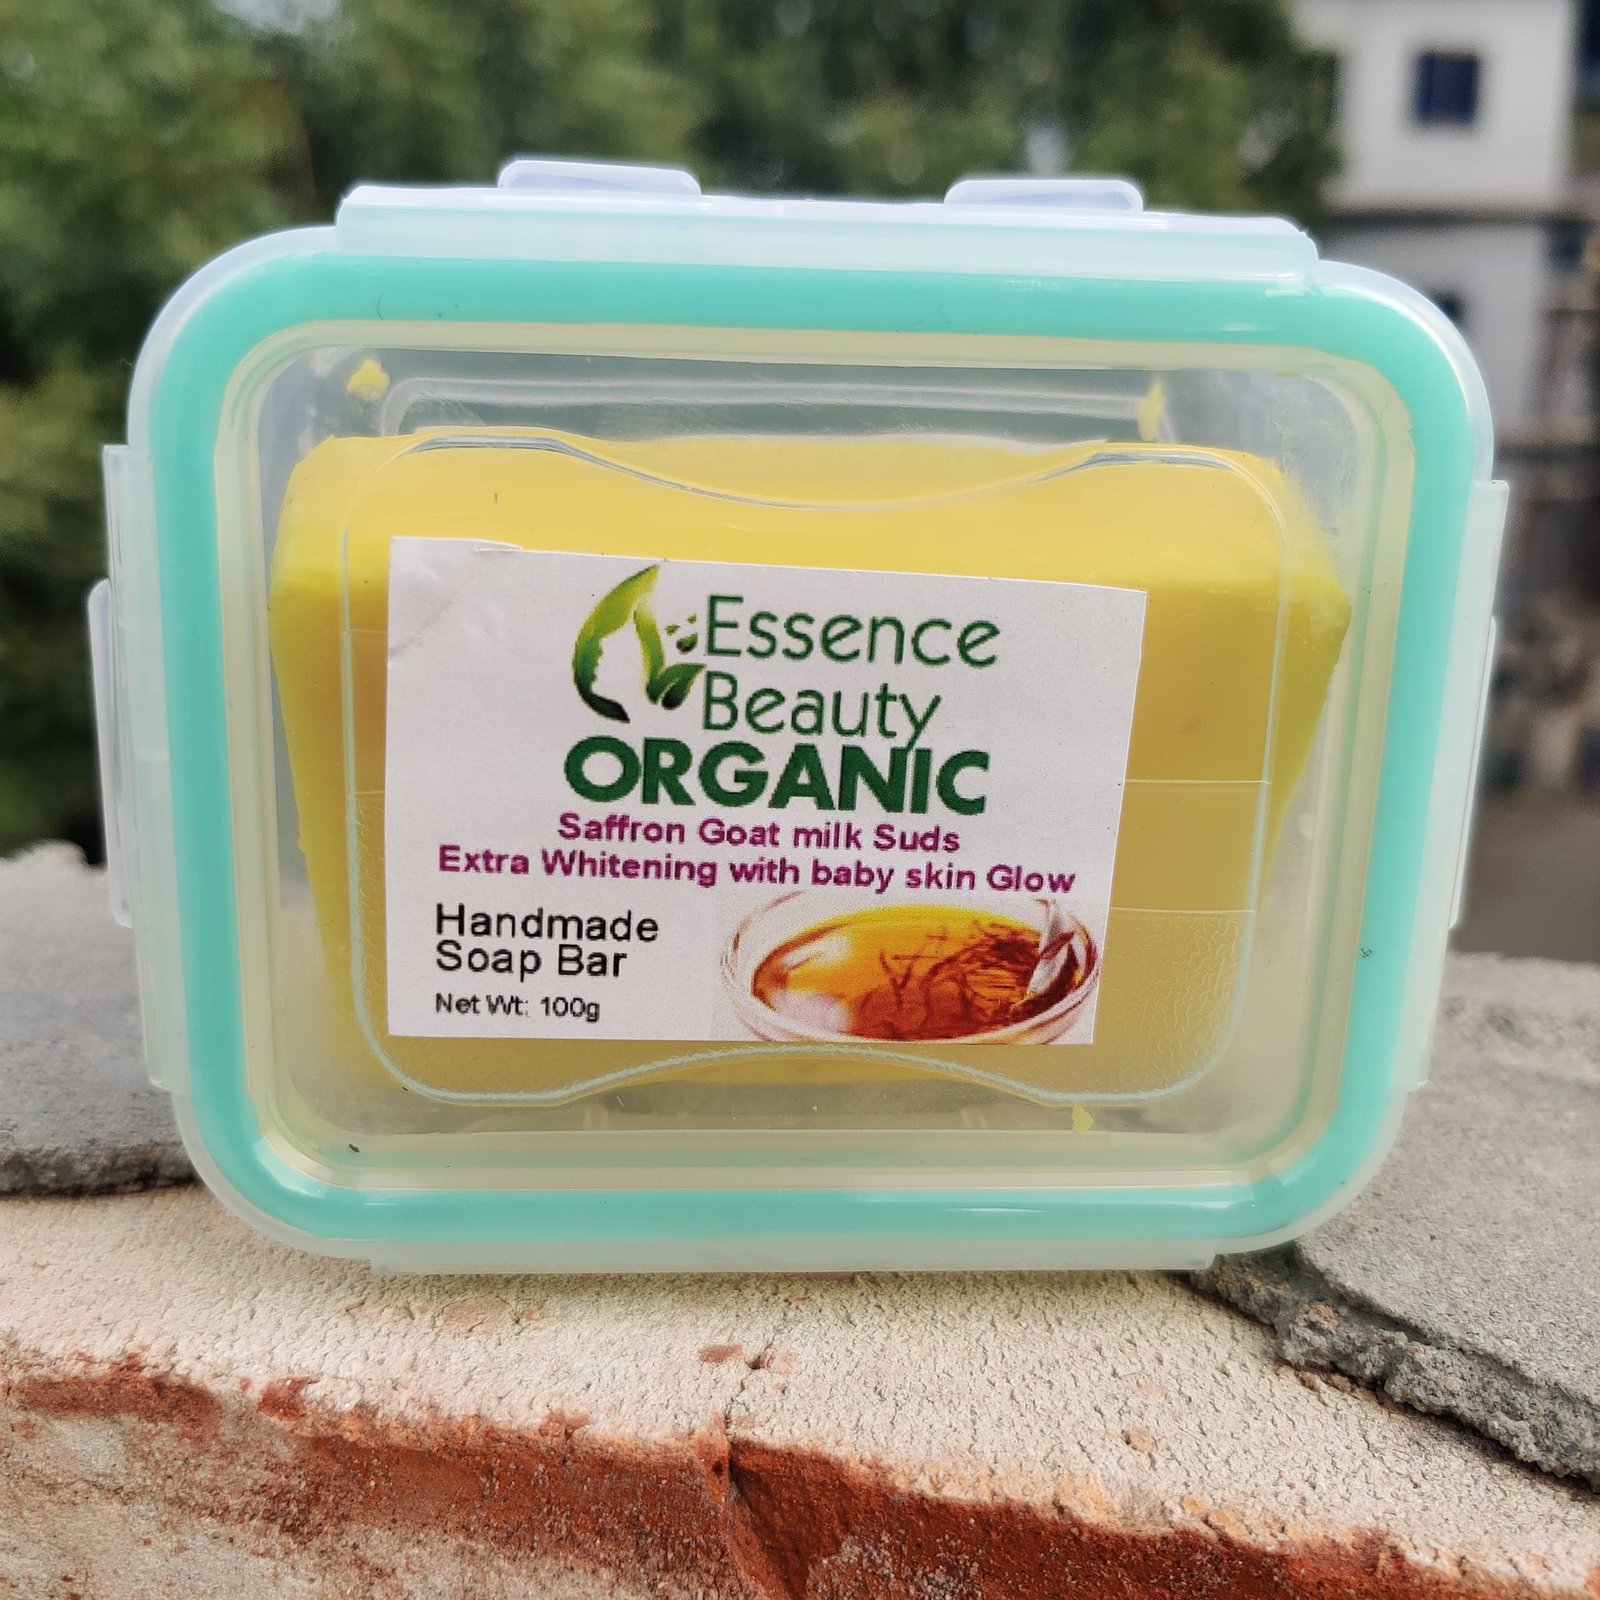 Essence
Beauty
ORGANIC
Saffron Goat milk Suds
Extra Whitening with baby skin Glow
Handmade
Soap Bar
Net Wt: 100g